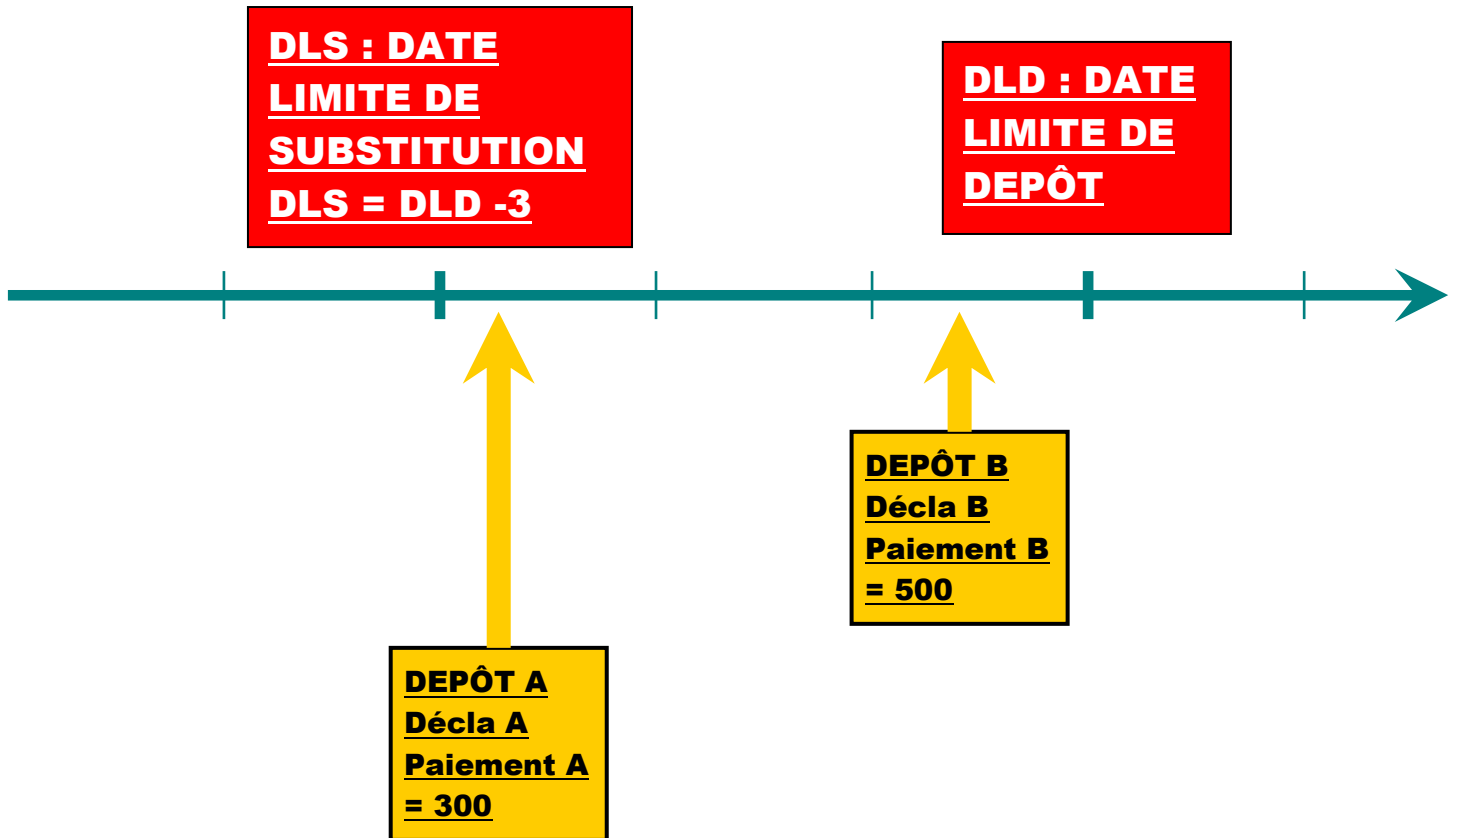 DLS : DATE
LIMITE DE
SUBSTITUTION
DLS = DLD -3
DLD : DATE
LIMITE DE
DEPÔT
DEPÔT B
Décla B
Paiement B
= 500
DEPÔT A
Décla A
Paiement A
= 300